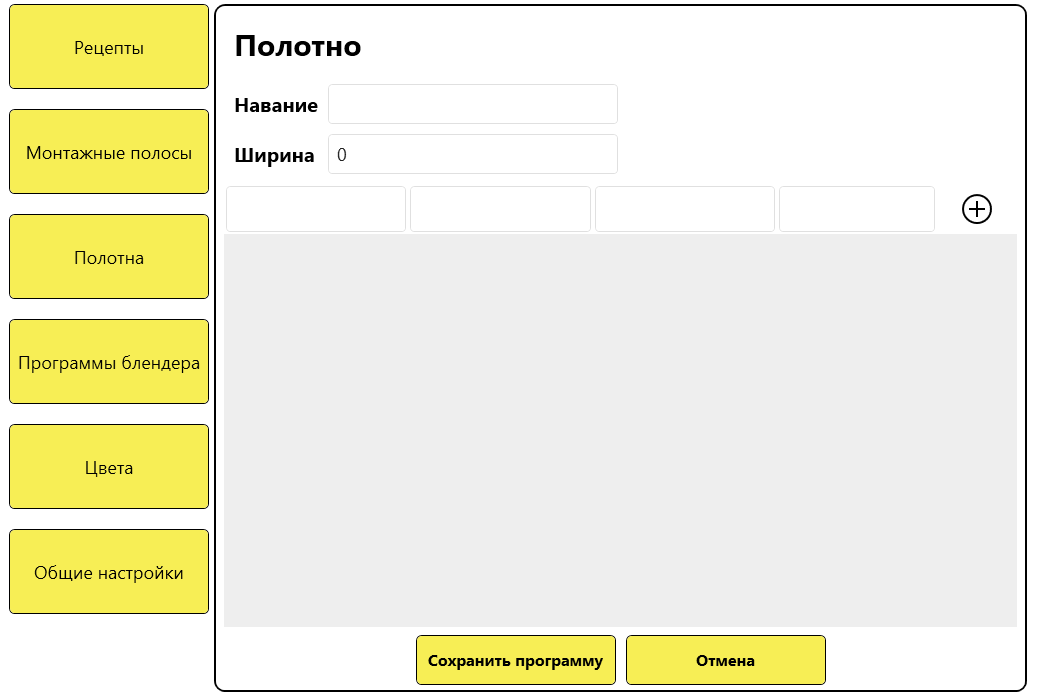 Рецепты
Монтажные полосы
Полотна
Программы блендера
Цвета
Общие настройки
Полотно
Навание
Ширина 0
Сохранить программу
Отмена